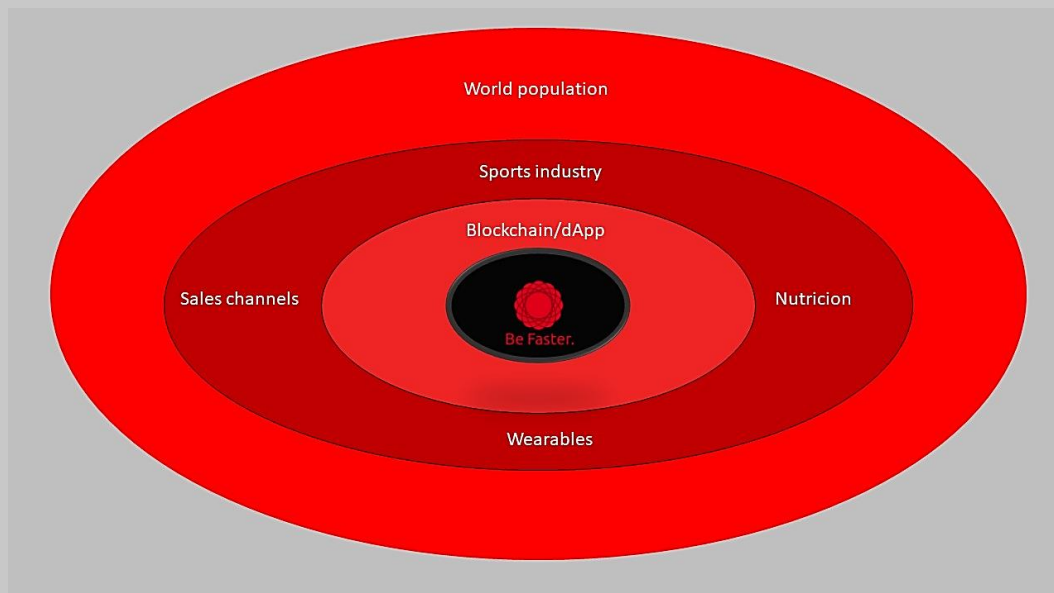 World population
Sports industry
Blockchain/dApp
Sales channels
Nutricion
Be Faster.
Wearables